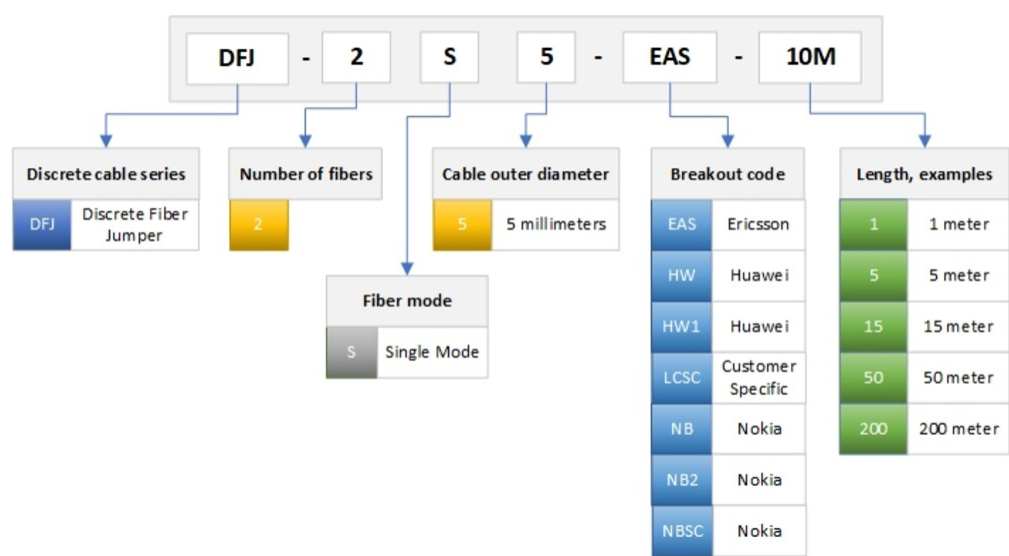 DFJ - 2 S 5 - EAS - 10M
Discrete cable series
DFJ Discrete Fiber
Jumper
Number of fibers
2
Fiber mode
S Single Mode
Cable outer diameter
5 5 millimeters
Breakout code
EAS Ericsson
HW Huawei
HW1 Huawei
LCSC Customer
Specific
NB Nokia
NB2 Nokia
NBSC Nokia
Length, examples
1 1 meter
5 5 meter
15 15 meter
50 50 meter
200 200 meter